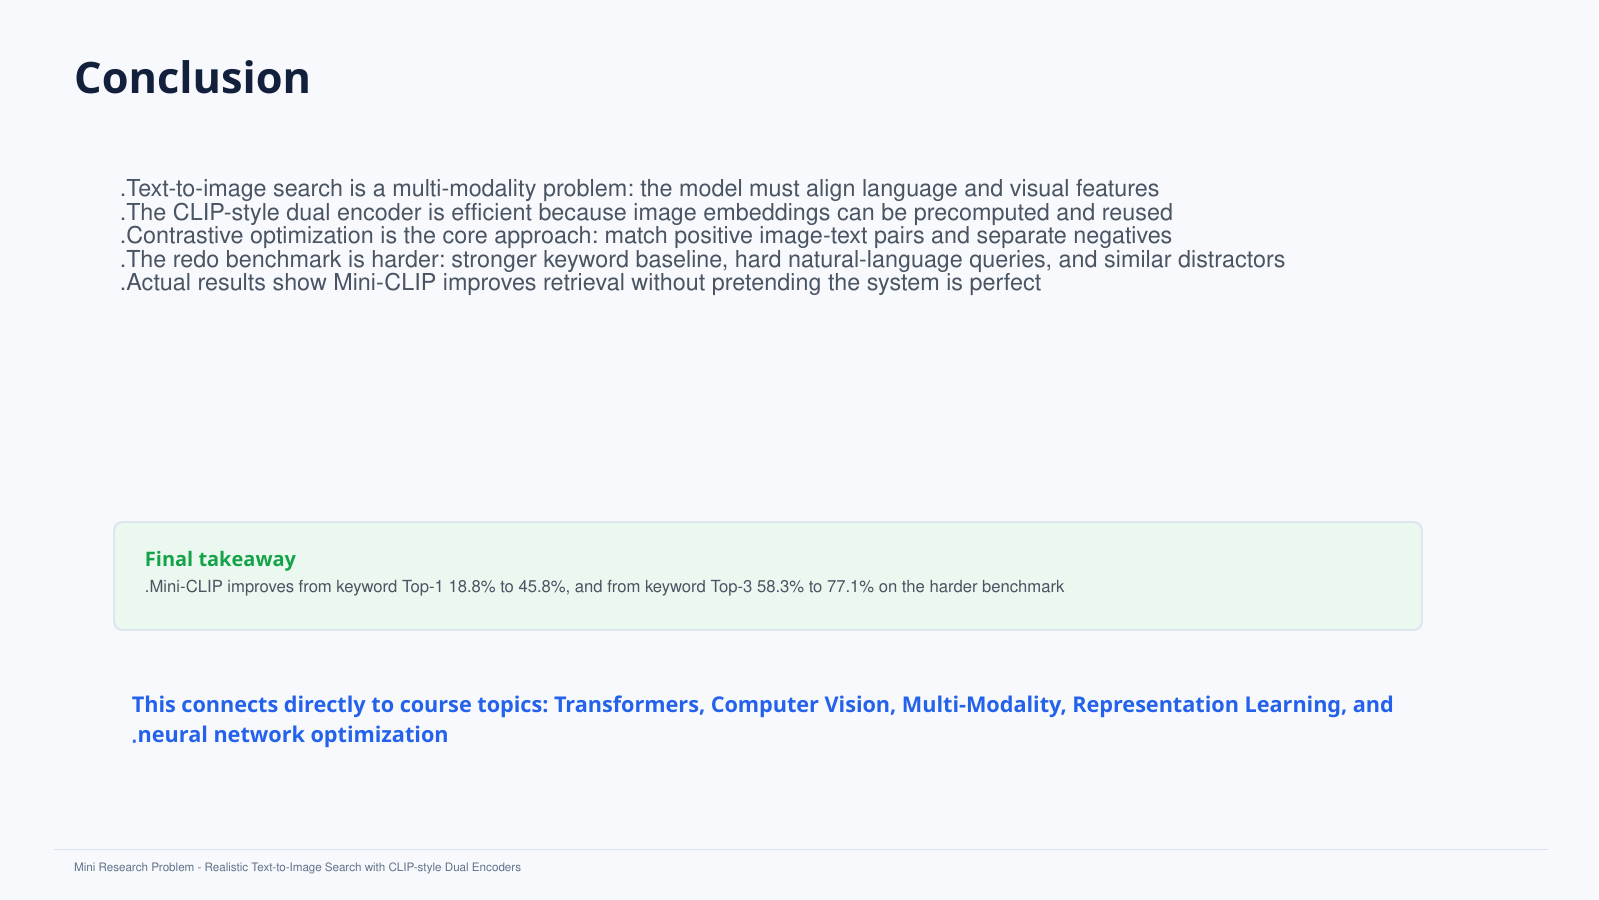 Conclusion
.Text-to-image search is a multi-modality problem: the model must align language and visual features
.The CLIP-style dual encoder is efficient because image embeddings can be precomputed and reused
.Contrastive optimization is the core approach: match positive image-text pairs and separate negatives
.The redo benchmark is harder: stronger keyword baseline, hard natural-language queries, and similar distractors
.Actual results show Mini-CLIP improves retrieval without pretending the system is perfect
Final takeaway
.Mini-CLIP improves from keyword Top-1 18.8% to 45.8%, and from keyword Top-3 58.3% to 77.1% on the harder benchmark
This connects directly to course topics: Transformers, Computer Vision, Multi-Modality, Representation Learning, and
.neural network optimization
Mini Research Problem - Realistic Text-to-Image Search with CLIP-style Dual Encoders